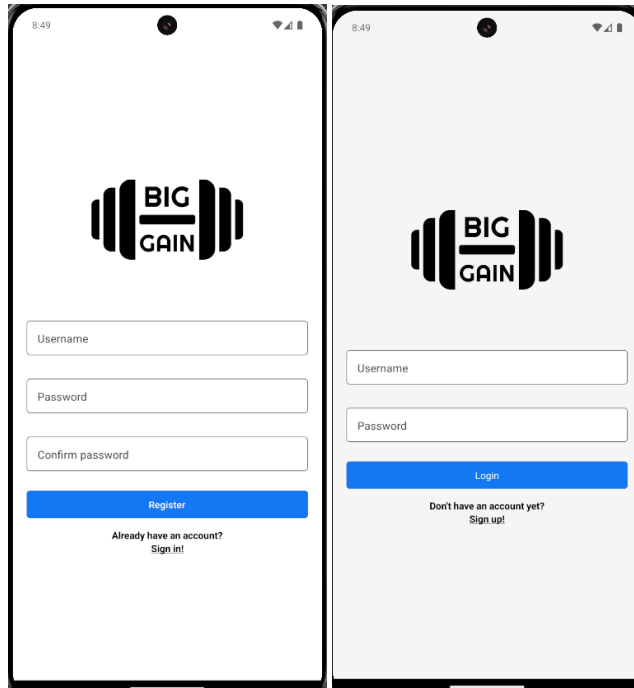 8:49
BIG
GAIN
Username
Password
Confirm password
Register
Already have an account?
Sign in!
8:49
BIG
GAIN
Username
Password
Login
Don't have an account yet?
Sign up!